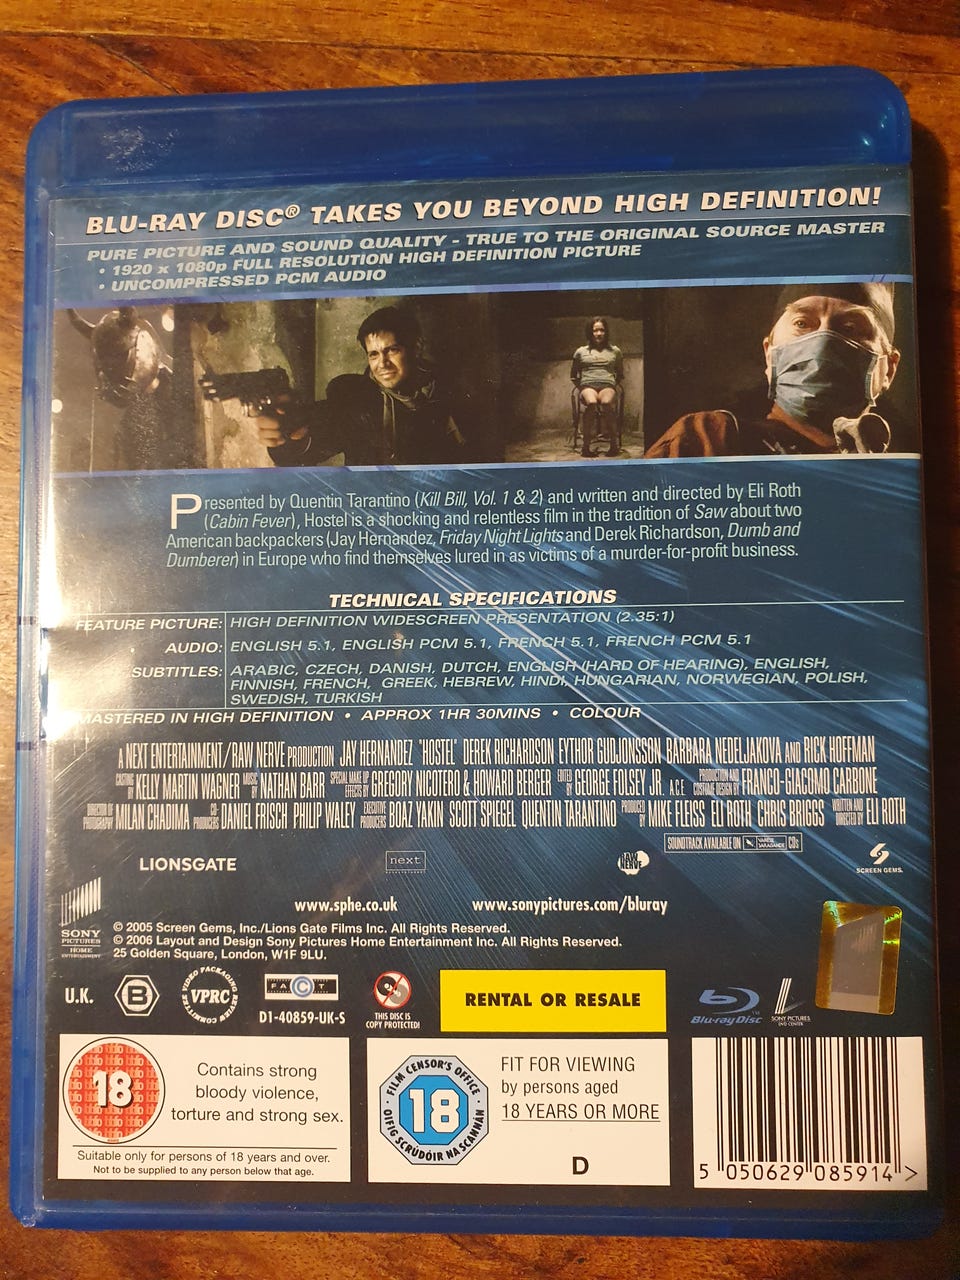 BLU-RAY DISC® TAKES YOU BEYOND HIGH DEFINITION!
PURE PICTURE AND SOUND QUALITY - TRUE TO THE ORIGINAL SOURCE MASTER
• 1920 x 1080p FULL RESOLUTION HIGH DEFINITION PICTURE
• UNCOMPRESSED PCM AUDIO
Presented by Quentin Tarantino (Kill Bill, Vol. 1 & 2) and written and directed by Eli Roth
(Cabin Fever), Hostel is a shocking and relentless film in the tradition of Saw about two
American backpackers (Jay Hernandez, Friday Night Lights and Derek Richardson, Dumb and
Dumberer) in Europe who find themselves lured in as victims of a murder-for-profit business.
TECHNICAL SPECIFICATIONS
FEATURE PICTURE: HIGH DEFINITION WIDESCREEN PRESENTATION (2.35:1)
AUDIO: ENGLISH 5.1, ENGLISH PCM 5.1, FRENCH 5.1, FRENCH PCM 5.1
SUBTITLES: ARABIC, CZECH, DANISH, DUTCH, ENGLISH (HARD OF HEARING), ENGLISH,
FINNISH, FRENCH, GREEK, HEBREW, HINDI, HUNGARIAN, NORWEGIAN, POLISH,
SWEDISH, TURKISH
MASTERED IN HIGH DEFINITION • APPROX 1HR 30MINS • COLOUR
A NEXT ENTERTAINMENT/RAW NERVE PRODUCTION JAY HERNANDEZ "HOSTEL" DEREK RICHARDSON EYTHOR GUDJONSSON BARBARA NEDELJAKOVA AND RICK HOFFMAN
CASTING BY KELLY MARTIN WAGNER MUSIC BY NATHAN BARR SPECIAL MAKE UP EFFECTS BY GREGORY NICOTERO & HOWARD BERGER EDITED BY GEORGE FOLSEY JR. A.C.E. PRODUCTION AND COSTUME DESIGN BY FRANCO-GIACOMO CARBONE
DIRECTOR OF PHOTOGRAPHY MILAN CHADIMA CO-PRODUCERS DANIEL FRISCH PHILIP WALEY EXECUTIVE PRODUCERS BOAZ YAKIN SCOTT SPIEGEL QUENTIN TARANTINO PRODUCED BY MIKE FLEISS ELI ROTH CHRIS BRIGGS WRITTEN AND DIRECTED BY ELI ROTH
SOUNDTRACK AVAILABLE ON VARÈSE SARABANDE CDs
LIONSGATE
next
RAW NERVE
SCREEN GEMS.
SONY
PICTURES
HOME
ENTERTAINMENT
www.sphe.co.uk www.sonypictures.com/bluray
© 2005 Screen Gems, Inc./Lions Gate Films Inc. All Rights Reserved.
© 2006 Layout and Design Sony Pictures Home Entertainment Inc. All Rights Reserved.
25 Golden Square, London, W1F 9LU.
U.K.
B
VIDEO PACKAGING REVIEW COMMITTEE
VPRC
FACT
D1-40859-UK-S
THIS DISC IS
COPY PROTECTED!
RENTAL OR RESALE
Blu-ray Disc™
SONY PICTURES
DVD CENTER
18
Contains strong
bloody violence,
torture and strong sex.
Suitable only for persons of 18 years and over.
Not to be supplied to any person below that age.
FILM CENSOR'S OFFICE
18
OIFIG SCRÚDÓIR NA SCANNÁN
FIT FOR VIEWING
by persons aged
18 YEARS OR MORE
D
5 050629 085914 >